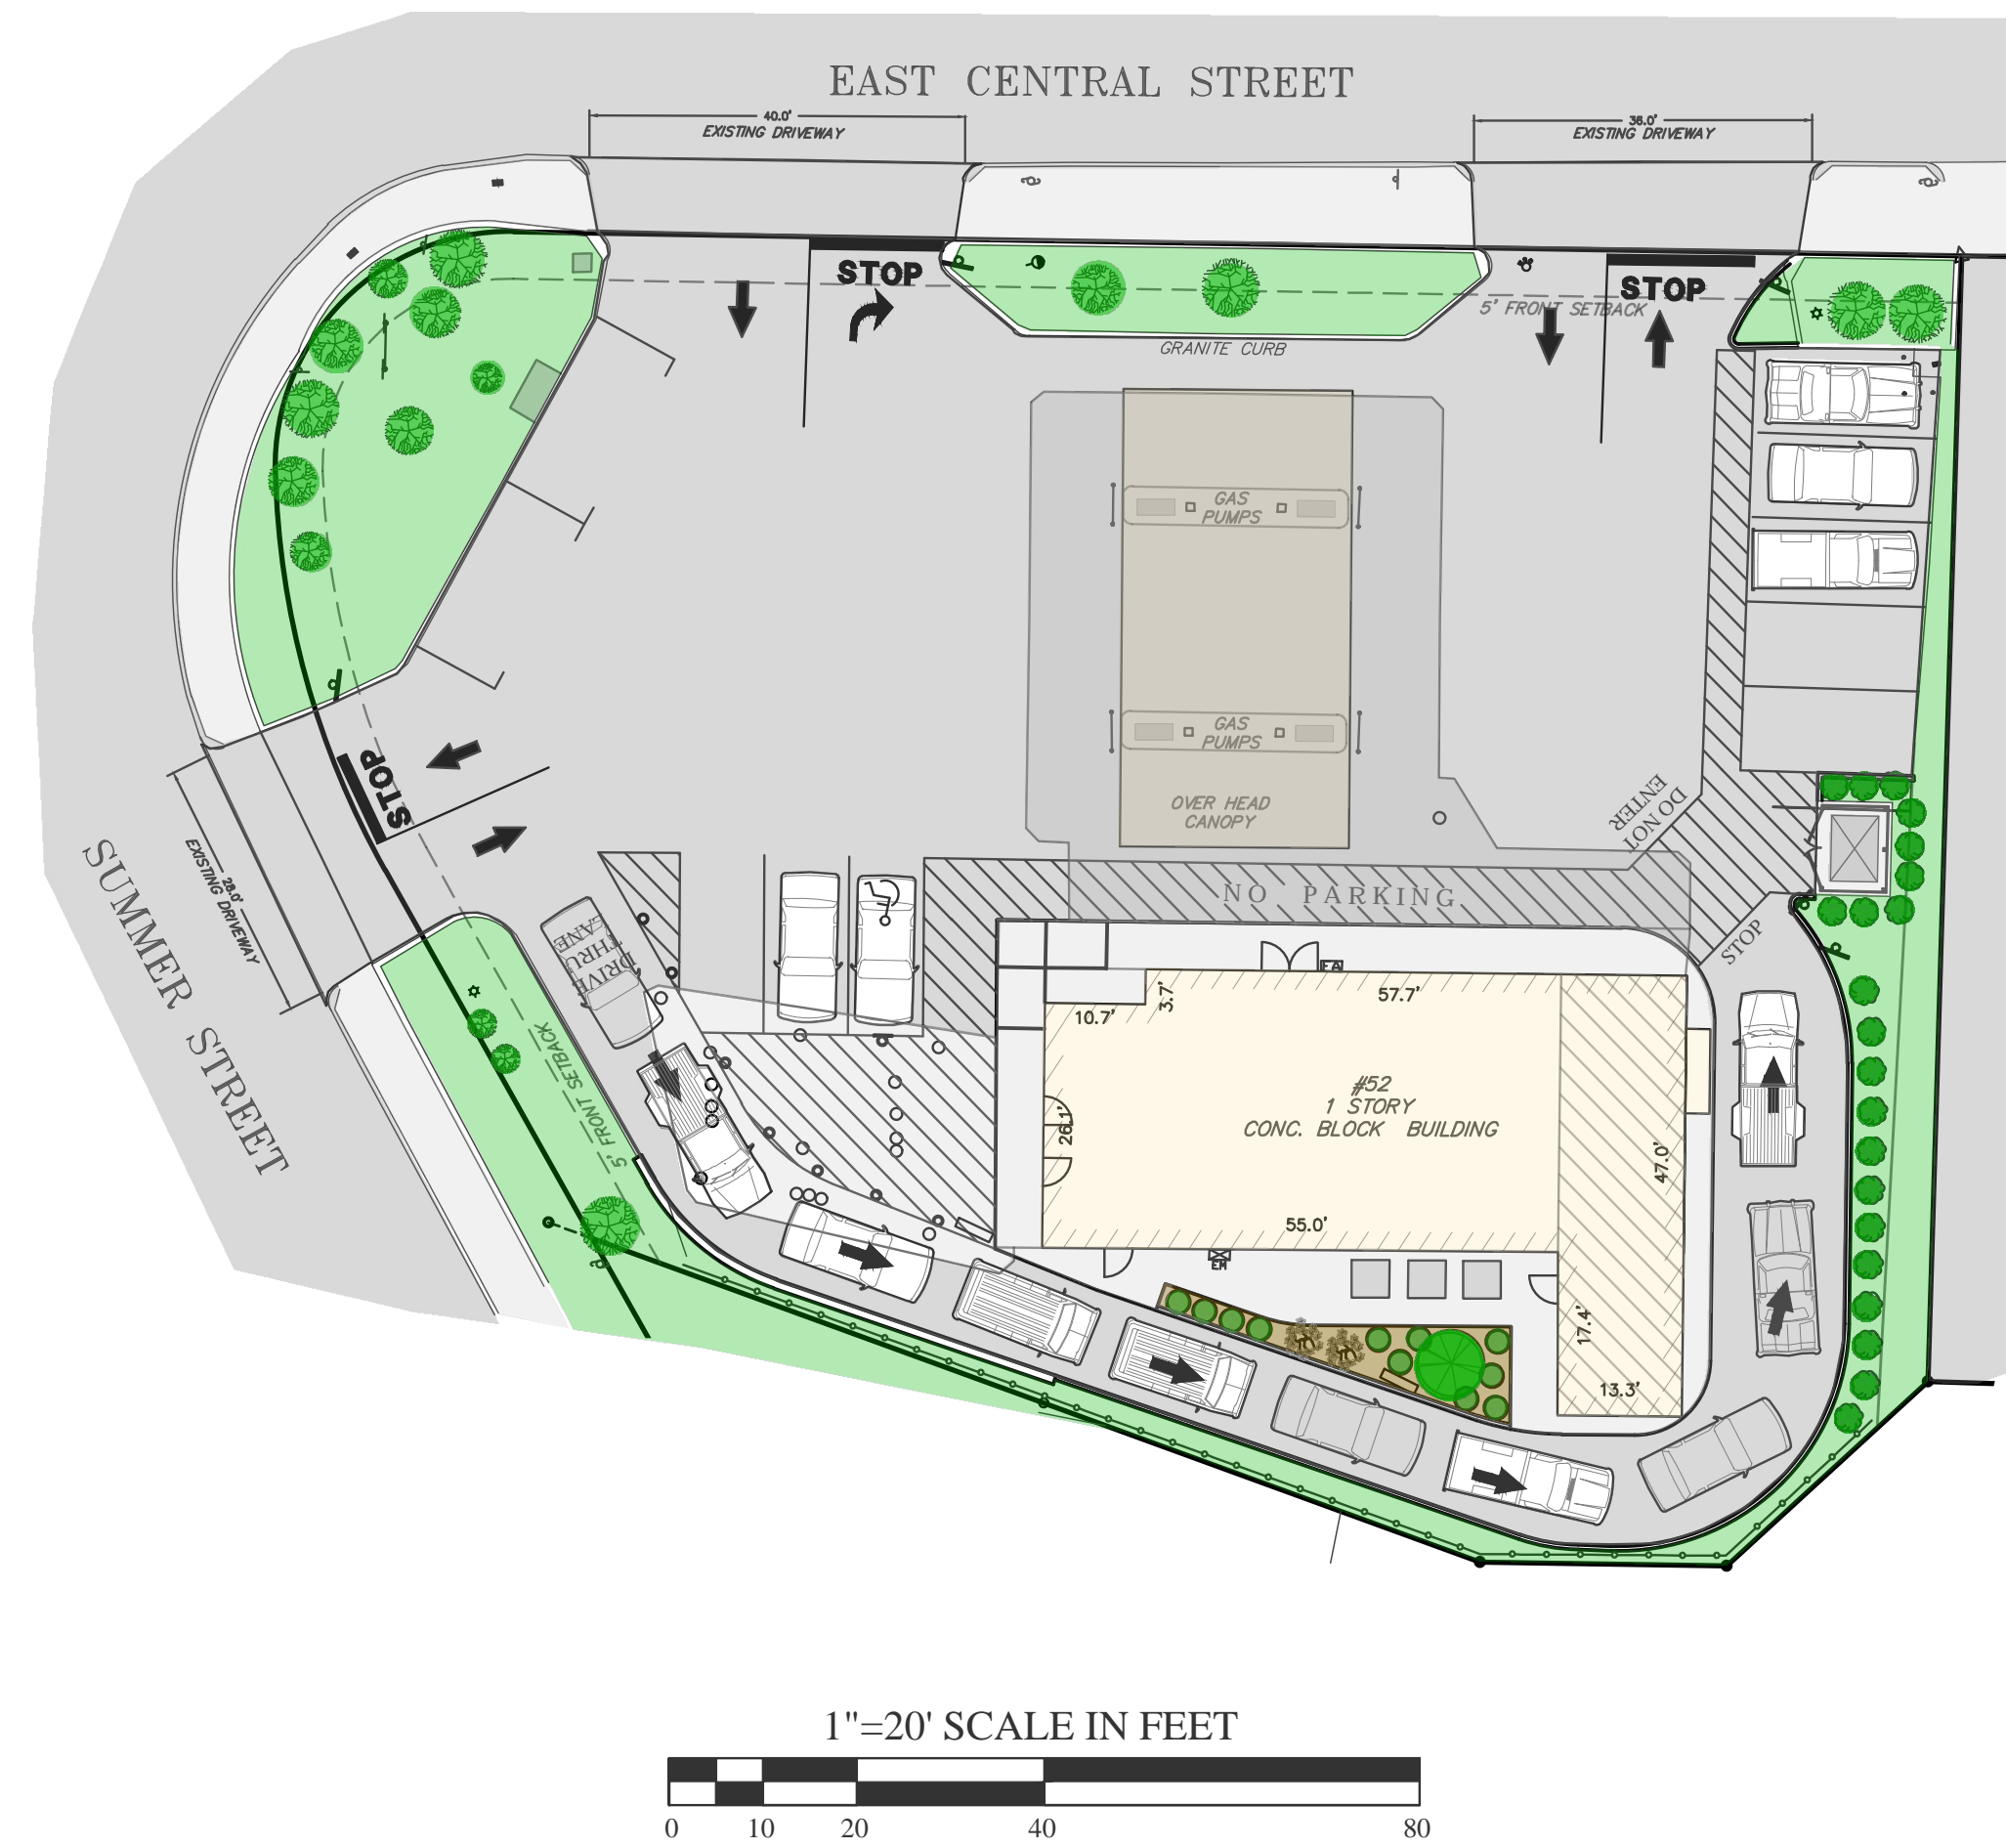 EAST CENTRAL STREET
40.0'
EXISTING DRIVEWAY
36.0'
EXISTING DRIVEWAY
STOP
STOP
5' FRONT SETBACK
GRANITE CURB
GAS
PUMPS
GAS
PUMPS
OVER HEAD
CANOPY
DO NOT
ENTER
STOP
28.0'
EXISTING DRIVEWAY
SUMMER STREET
DRIVE
THRU
LANE
NO PARKING
STOP
5' FRONT SETBACK
57.7'
3.7'
10.7'
26.1'
#52
1 STORY
CONC. BLOCK BUILDING
47.0'
55.0'
EM
17.4'
13.3'
1"=20' SCALE IN FEET
0 10 20 40 80